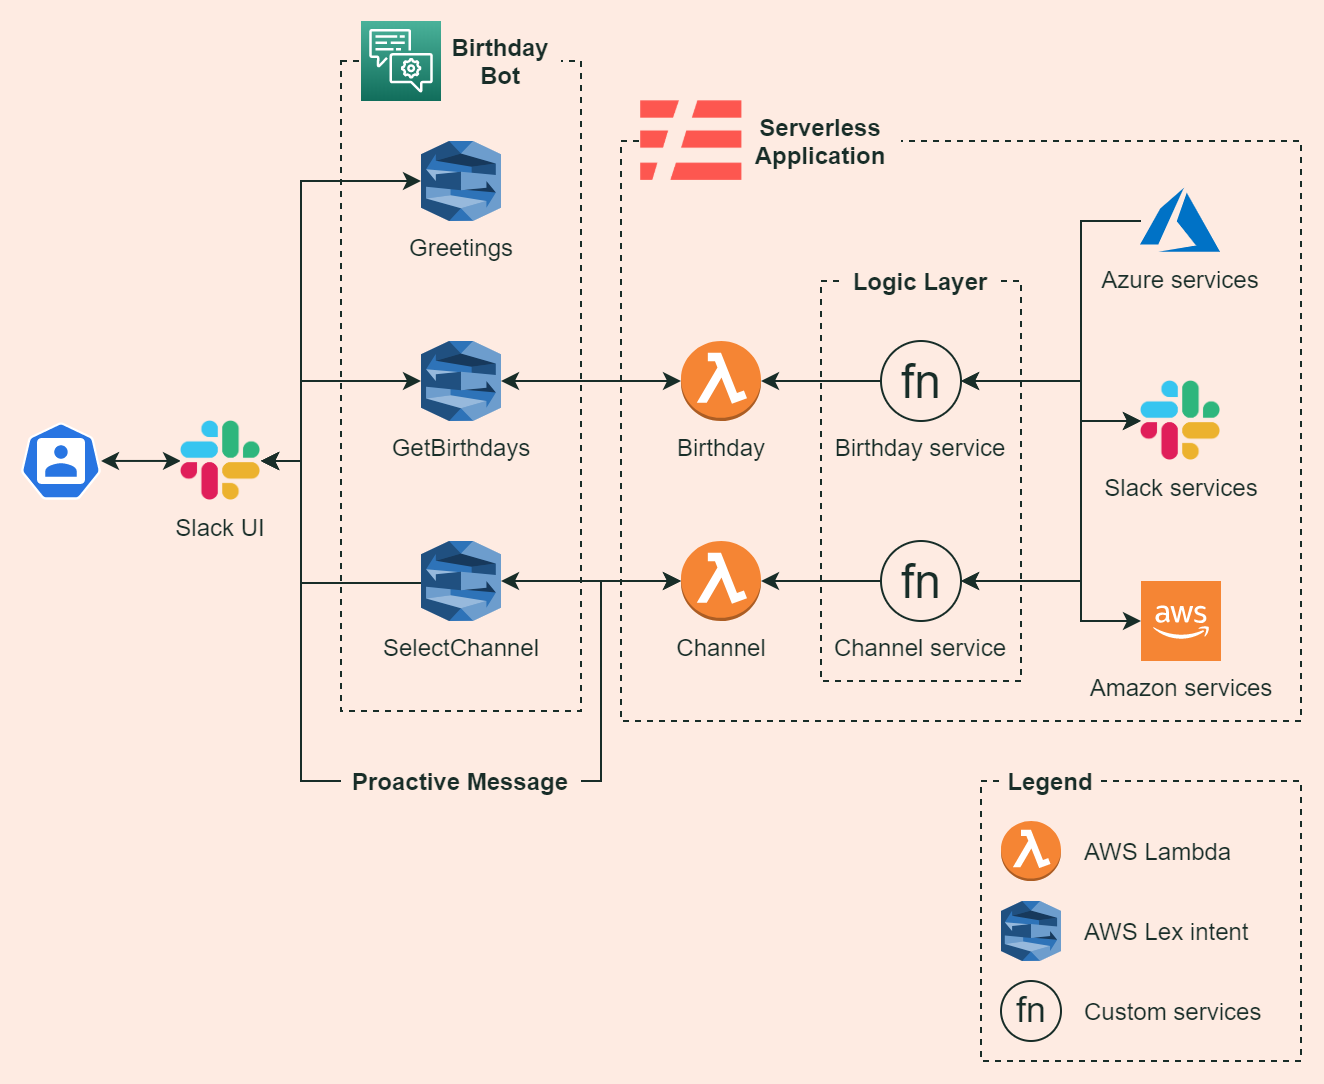 Birthday
Bot
Serverless
Application
Greetings
Azure services
Logic Layer
fn
GetBirthdays
Birthday
Birthday service
Slack services
Slack UI
fn
SelectChannel
Channel
Channel service
aws
Amazon services
Proactive Message
Legend
AWS Lambda
AWS Lex intent
fn
Custom services